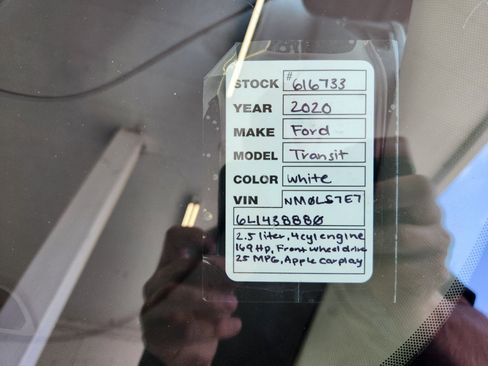 STOCK #616733
YEAR 2020
MAKE Ford
MODEL Transit
COLOR White
VIN NMØLS7E7
6L1438880
2.5 liter, 4cyl engine
169 Hp, Front wheel drive
25 MPG, Apple carplay